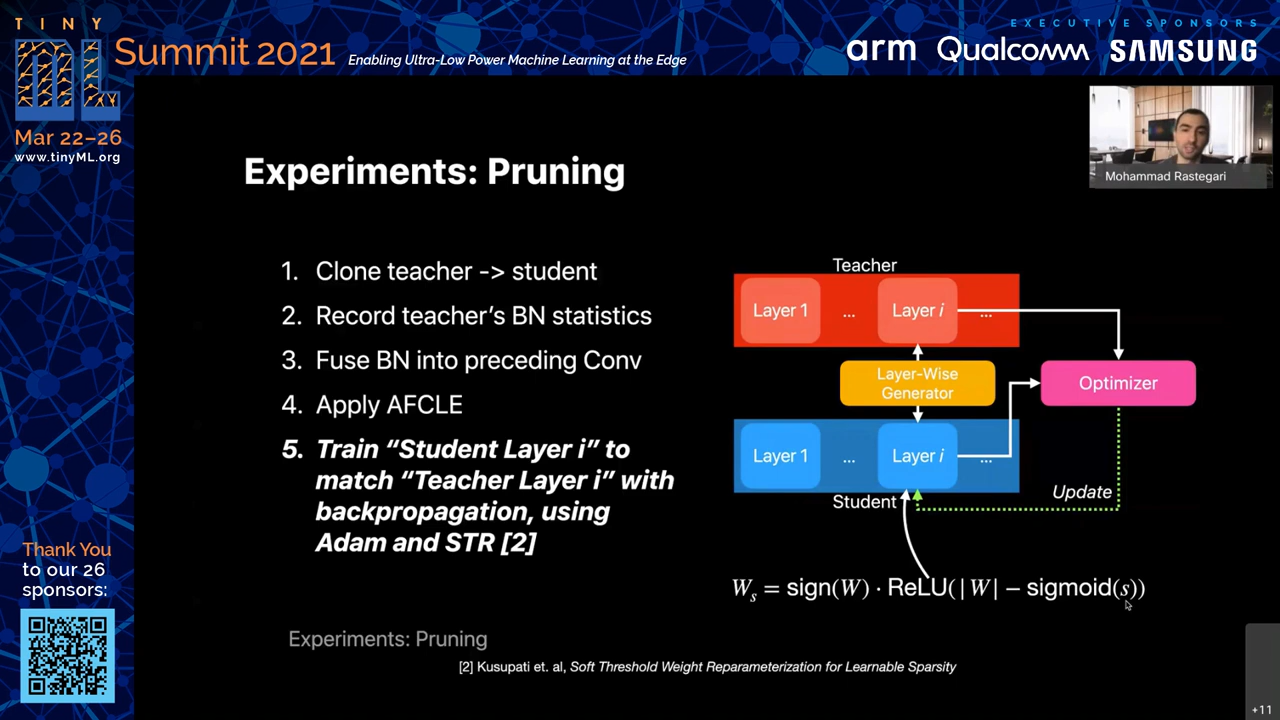 TINY
ML
Summit 2021
Enabling Ultra-Low Power Machine Learning at the Edge
EXECUTIVE SPONSORS
arm Qualcomm SAMSUNG
Mar 22–26
www.tinyML.org
Mohammad Rastegari
Experiments: Pruning
1. Clone teacher -> student
2. Record teacher's BN statistics
3. Fuse BN into preceding Conv
4. Apply AFCLE
5. Train “Student Layer i” to
match “Teacher Layer i” with
backpropagation, using
Adam and STR [2]
Teacher
Layer 1 ... Layer i ...
Layer-Wise
Generator
Optimizer
Layer 1 ... Layer i ...
Student
Update
Wₛ = sign(W) · ReLU(|W| − sigmoid(s))
Experiments: Pruning
[2] Kusupati et. al, Soft Threshold Weight Reparameterization for Learnable Sparsity
Thank You
to our 26
sponsors:
+11